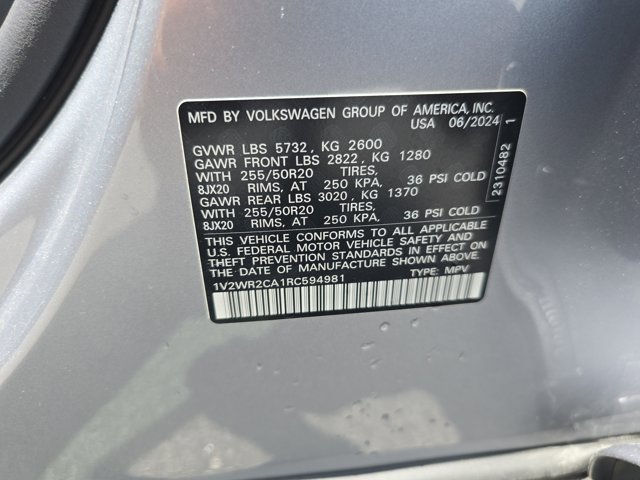 MFD BY VOLKSWAGEN GROUP OF AMERICA, INC.
USA 06/2024
GVWR LBS 5732 , KG 2600
GAWR FRONT LBS 2822 , KG 1280
WITH 255/50R20 TIRES,
8JX20 RIMS, AT 250 KPA, 36 PSI COLD
GAWR REAR LBS 3020 , KG 1370
WITH 255/50R20 TIRES,
8JX20 RIMS, AT 250 KPA, 36 PSI COLD
THIS VEHICLE CONFORMS TO ALL APPLICABLE
U.S. FEDERAL MOTOR VEHICLE SAFETY AND
THEFT PREVENTION STANDARDS IN EFFECT ON
THE DATE OF MANUFACTURE SHOWN ABOVE.
1V2WR2CA1RC594981 TYPE: MPV
2310482 1